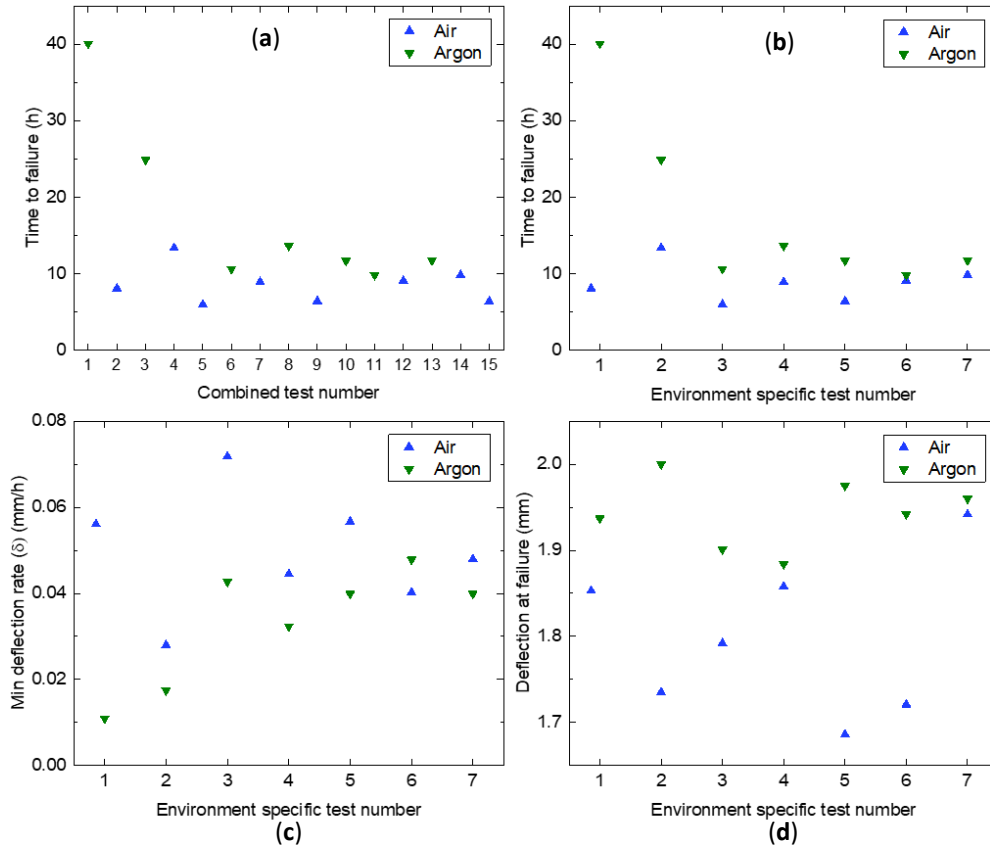 (a)
Air
Argon
Time to failure (h)
40
30
20
10
0
1 2 3 4 5 6 7 8 9 10 11 12 13 14 15
Combined test number
(b)
Air
Argon
Time to failure (h)
40
30
20
10
0
1 2 3 4 5 6 7
Environment specific test number
Air
Argon
Min deflection rate (δ) (mm/h)
0.08
0.06
0.04
0.02
0.00
1 2 3 4 5 6 7
Environment specific test number
(c)
Air
Argon
Deflection at failure (mm)
2.0
1.9
1.8
1.7
1 2 3 4 5 6 7
Environment specific test number
(d)